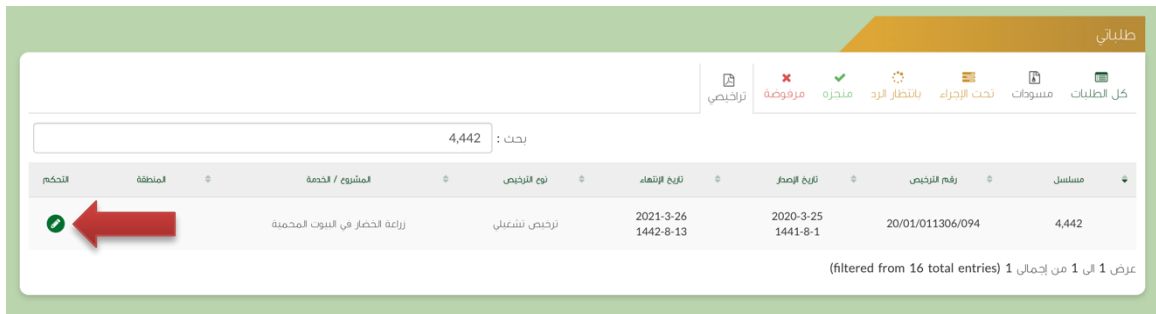 طلباتي
كل الطلبات
مسودات
تحت الإجراء
بانتظار الرد
منجزه
مرفوضة
تراخيصي
بحث : 4,442
مسلسل رقم الترخيص تاريخ الإصدار تاريخ الإنتهاء نوع الترخيص المشروع / الخدمة المنطقة التحكم
4,442 20/01/011306/094 2020-3-25 2021-3-26 ترخيص تشغيلي زراعة الخضار في البيوت المحمية
1441-8-1 1442-8-13
عرض 1 الى 1 من إجمالى 1 (filtered from 16 total entries)